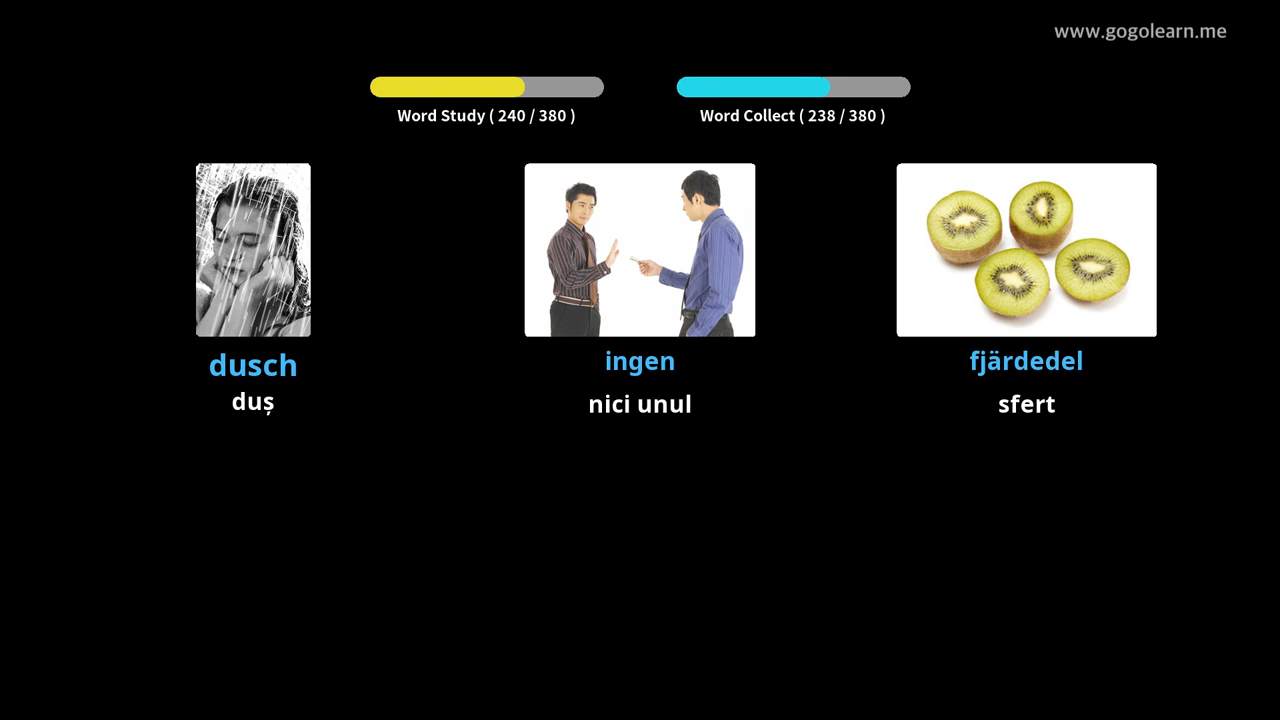 www.gogolearn.me
Word Study ( 240 / 380 )
Word Collect ( 238 / 380 )
dusch
duș
ingen
nici unul
fjärdedel
sfert